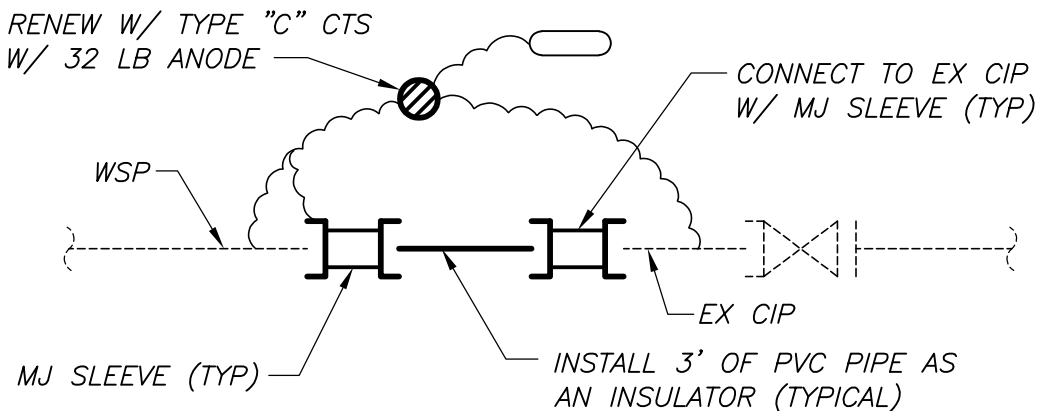 RENEW W/ TYPE "C" CTS
W/ 32 LB ANODE
CONNECT TO EX CIP
W/ MJ SLEEVE (TYP)
WSP
EX CIP
MJ SLEEVE (TYP)
INSTALL 3' OF PVC PIPE AS
AN INSULATOR (TYPICAL)